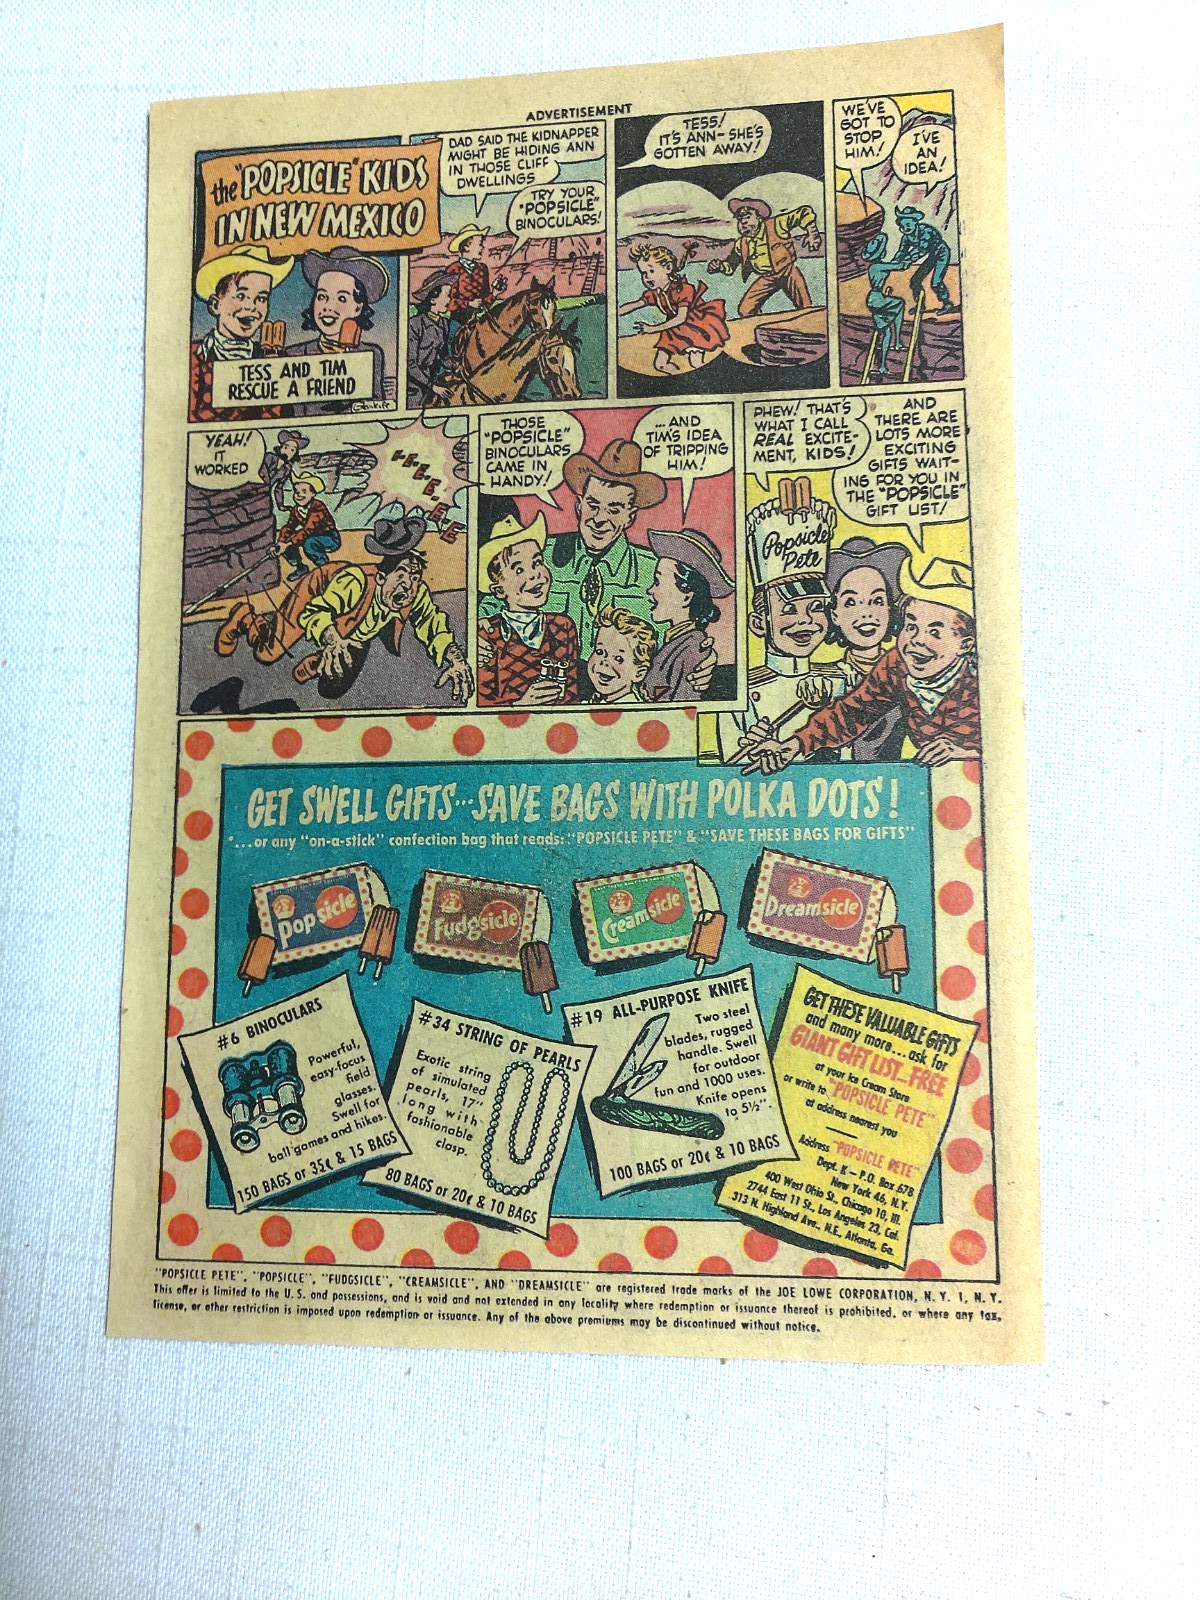 ADVERTISEMENT
the "POPSICLE" KIDS
IN NEW MEXICO
TESS AND TIM
RESCUE A FRIEND
DAD SAID THE KIDNAPPER
MIGHT BE HIDING ANN
IN THOSE CLIFF
DWELLINGS
TRY YOUR
"POPSICLE"
BINOCULARS!
TESS!
IT'S ANN-SHE'S
GOTTEN AWAY!
WE'VE
GOT TO
STOP
HIM!
I'VE
AN
IDEA!
YEAH!
IT
WORKED
E-E-E-E-E-E
THOSE
"POPSICLE"
BINOCULARS
CAME IN
HANDY!
...AND
TIM'S IDEA
OF TRIPPING
HIM!
PHEW! THAT'S
WHAT I CALL
REAL EXCITE-
MENT, KIDS!
AND
THERE ARE
LOTS MORE
EXCITING
GIFTS WAIT-
ING FOR YOU IN
THE "POPSICLE"
GIFT LIST!
Popsicle
Pete
GET SWELL GIFTS...SAVE BAGS WITH POLKA DOTS!
"...or any "on-a-stick" confection bag that reads: "POPSICLE PETE" & "SAVE THESE BAGS FOR GIFTS"
Popsicle
Fudgsicle
Creamsicle
Dreamsicle
#6 BINOCULARS
Powerful,
easy-focus
field
glasses.
Swell for
ball games and hikes.
150 BAGS or 35¢ & 15 BAGS
#34 STRING OF PEARLS
Exotic string
of simulated
pearls, 17"
long with
fashionable
clasp.
80 BAGS or 20¢ & 10 BAGS
#19 ALL-PURPOSE KNIFE
Two steel
blades, rugged
handle. Swell
for outdoor
fun and 1000 uses.
Knife opens
to 5½".
100 BAGS or 20¢ & 10 BAGS
GET THESE VALUABLE GIFTS
and many more...ask for
GIANT GIFT LIST...FREE
at your Ice Cream Store
or write to "POPSICLE PETE"
at address nearest you
Address "POPSICLE PETE"
Dept. K - P.O. Box 678
New York 46, N.Y.
400 West Ohio St., Chicago 10, Ill.
2744 East 11 St., Los Angeles 23, Cal.
313 N. Highland Ave., N.E., Atlanta, Ga.
"POPSICLE PETE", "POPSICLE", "FUDGSICLE", "CREAMSICLE", AND "DREAMSICLE" are registered trade marks of the JOE LOWE CORPORATION, N. Y. 1, N. Y.
This offer is limited to the U. S. and possessions, and is void and not extended in any locality where redemption or issuance thereof is prohibited, or where any tax,
license, or other restriction is imposed upon redemption or issuance. Any of the above premiums may be discontinued without notice.